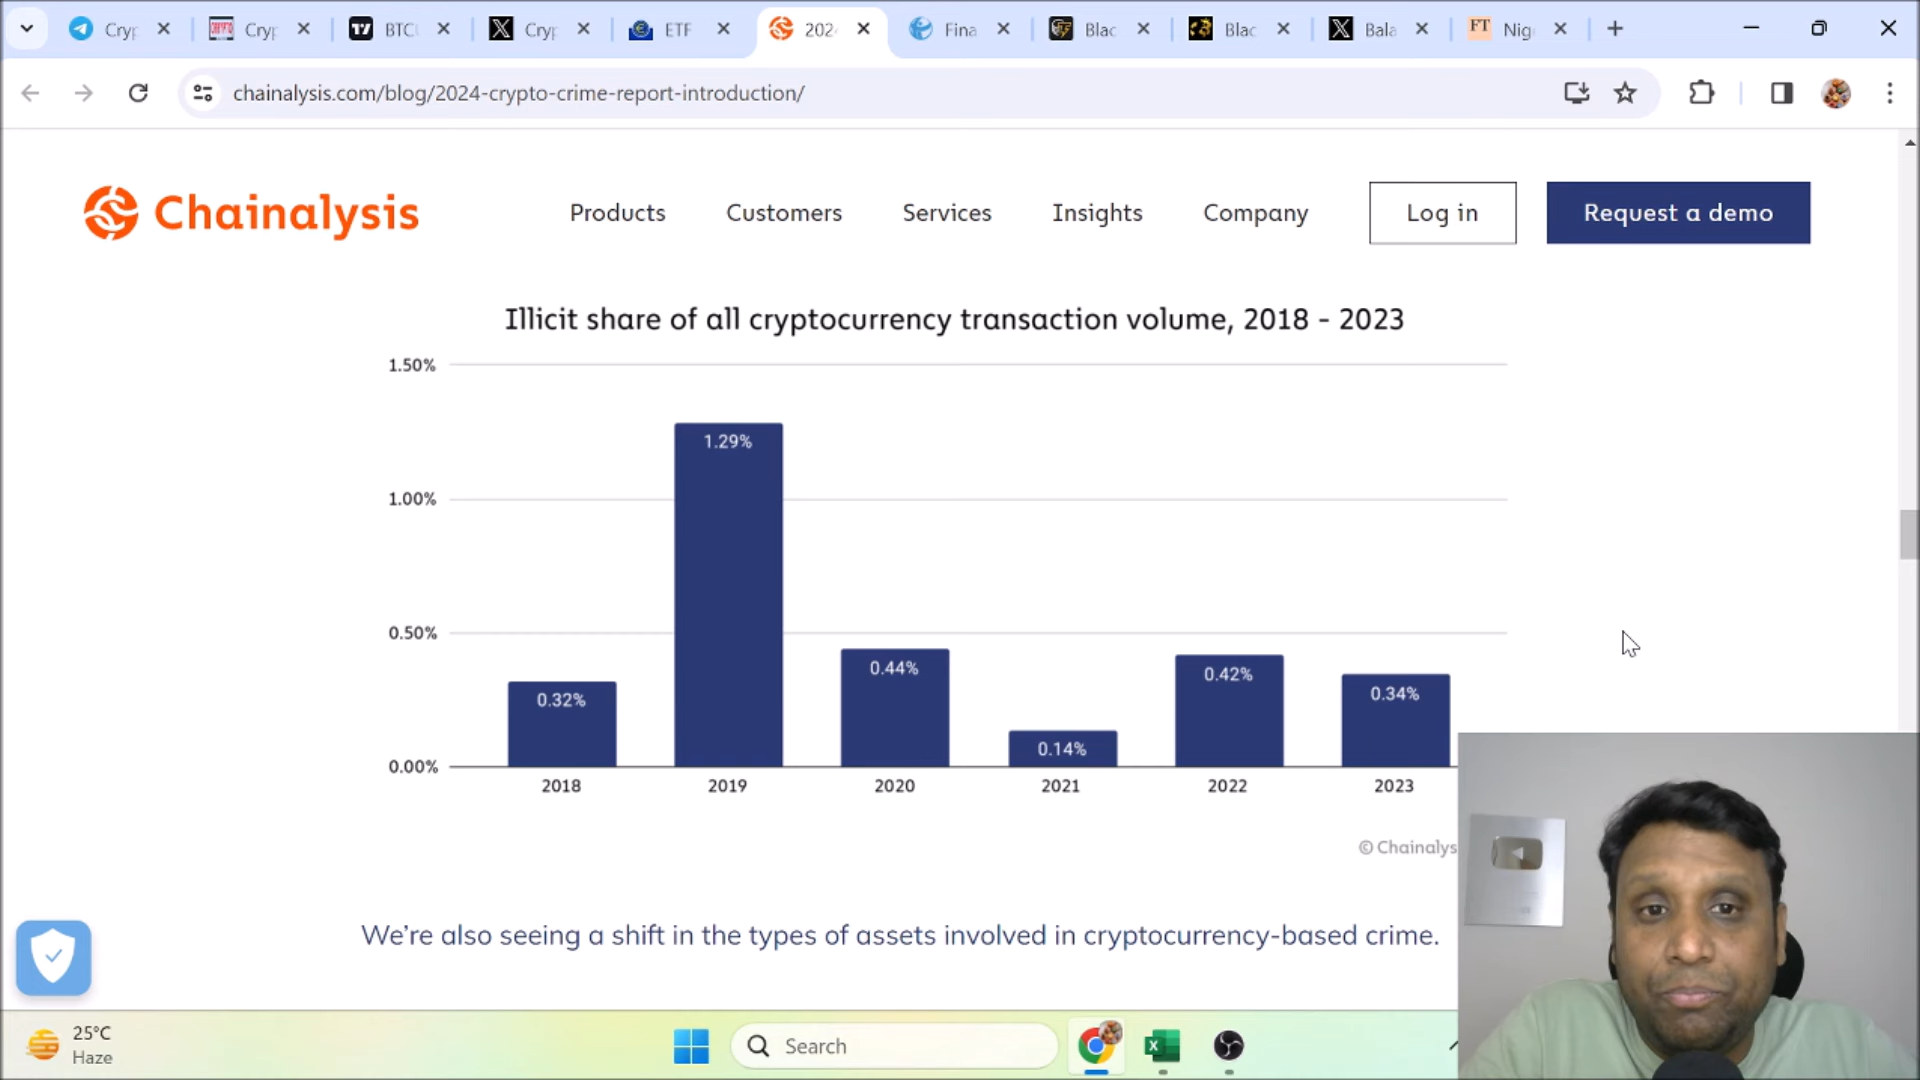 Cryp
Cryp
BTC
Cryp
ETF
202
Fina
Blac
Blac
Bala
FT
Nig
chainalysis.com/blog/2024-crypto-crime-report-introduction/
Chainalysis
Products
Customers
Services
Insights
Company
Log in
Request a demo
Illicit share of all cryptocurrency transaction volume, 2018 - 2023
1.50%
1.29%
1.00%
0.50%
0.44%
0.42%
0.34%
0.32%
0.14%
0.00%
2018
2019
2020
2021
2022
2023
© Chainalys
We're also seeing a shift in the types of assets involved in cryptocurrency-based crime.
25°C
Haze
Search